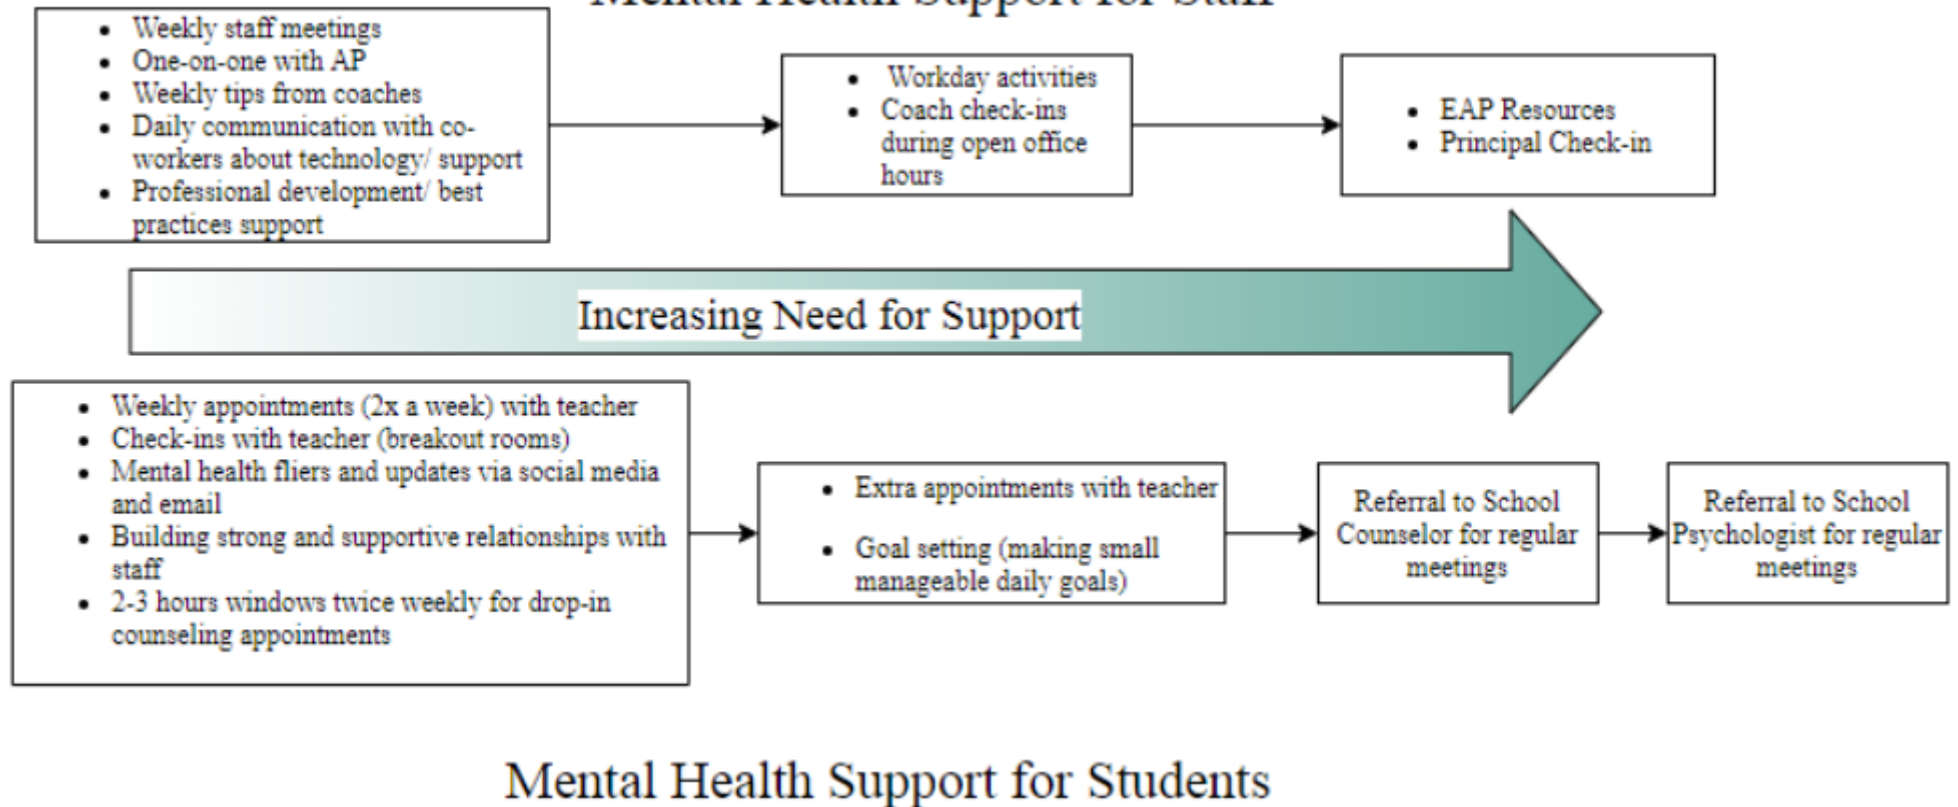 Mental Health Support for Staff
• Weekly staff meetings
• One-on-one with AP
• Weekly tips from coaches
• Daily communication with co-
workers about technology/ support
• Professional development/ best
practices support
• Workday activities
• Coach check-ins
during open office
hours
• EAP Resources
• Principal Check-in
Increasing Need for Support
• Weekly appointments (2x a week) with teacher
• Check-ins with teacher (breakout rooms)
• Mental health fliers and updates via social media
and email
• Building strong and supportive relationships with
staff
• 2-3 hours windows twice weekly for drop-in
counseling appointments
• Extra appointments with teacher
• Goal setting (making small
manageable daily goals)
Referral to School
Counselor for regular
meetings
Referral to School
Psychologist for regular
meetings
Mental Health Support for Students